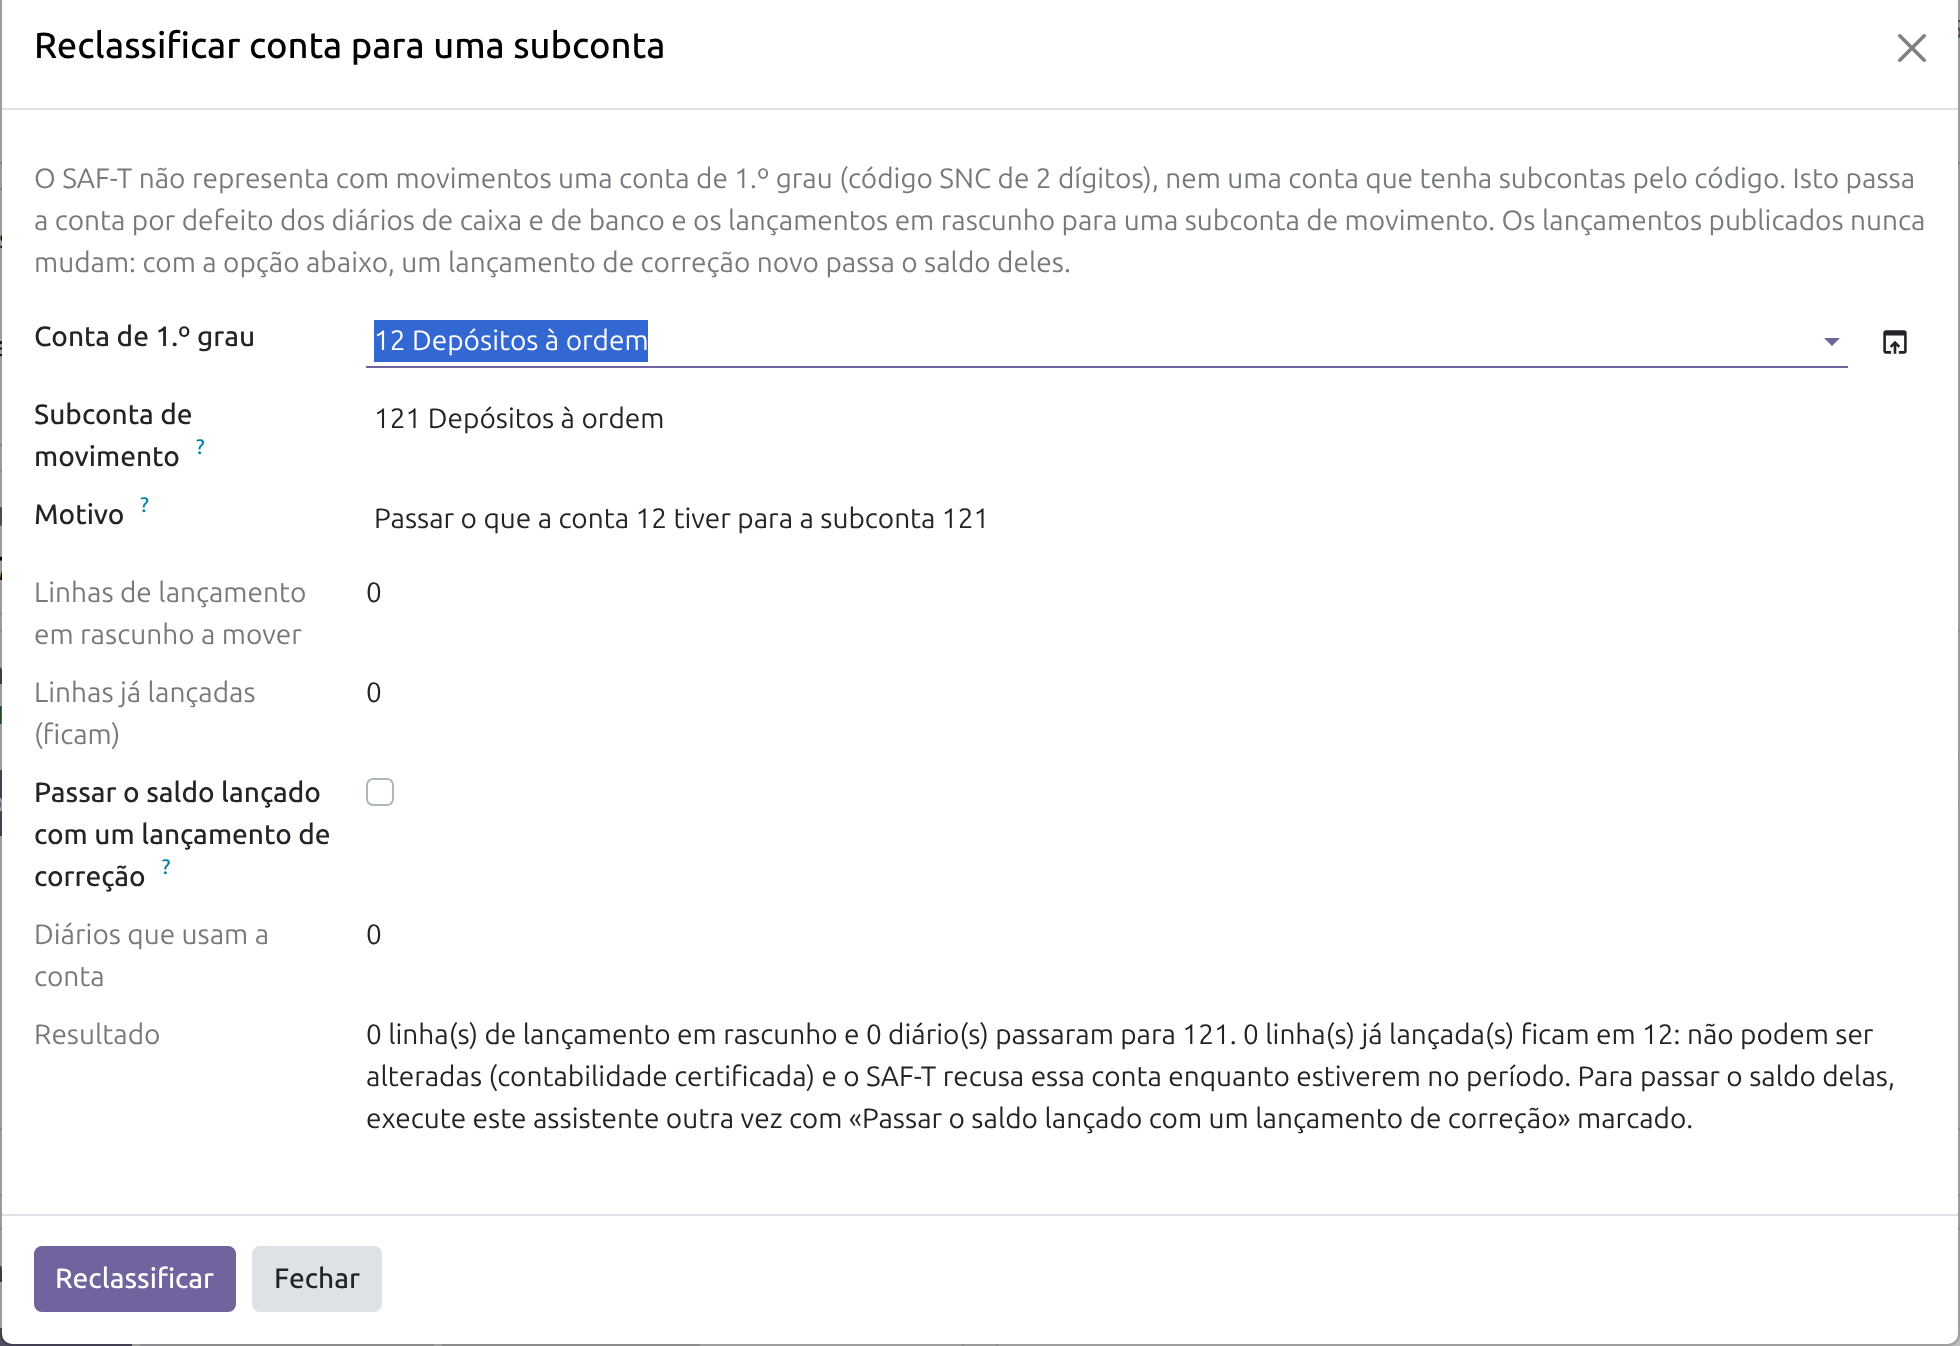 Reclassificar conta para uma subconta
O SAF-T não representa com movimentos uma conta de 1.º grau (código SNC de 2 dígitos), nem uma conta que tenha subcontas pelo código. Isto passa
a conta por defeito dos diários de caixa e de banco e os lançamentos em rascunho para uma subconta de movimento. Os lançamentos publicados nunca
mudam: com a opção abaixo, um lançamento de correção novo passa o saldo deles.
Conta de 1.º grau
12 Depósitos à ordem
Subconta de
movimento ?
121 Depósitos à ordem
Motivo ?
Passar o que a conta 12 tiver para a subconta 121
Linhas de lançamento
em rascunho a mover
0
Linhas já lançadas
(ficam)
0
Passar o saldo lançado
com um lançamento de
correção ?
Diários que usam a
conta
0
Resultado
0 linha(s) de lançamento em rascunho e 0 diário(s) passaram para 121. 0 linha(s) já lançada(s) ficam em 12: não podem ser
alteradas (contabilidade certificada) e o SAF-T recusa essa conta enquanto estiverem no período. Para passar o saldo delas,
execute este assistente outra vez com «Passar o saldo lançado com um lançamento de correção» marcado.
Reclassificar
Fechar